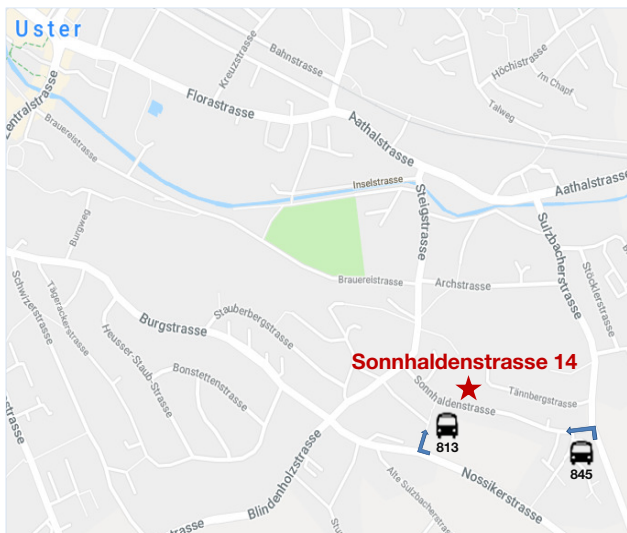 Uster
Kreuzstrasse
Bahnstrasse
Höchistrasse
Im Chapf
Zentralstrasse
Florastrasse
Talweg
Brauereistrasse
Aathalstrasse
Inselstrasse
Aathalstrasse
Steigstrasse
Sulzbacherstrasse
Burgweg
Stöcklerstrasse
Brauereistrasse
Archstrasse
Schwizerstrasse
Tägerackerstrasse
Burgstrasse
Stauberbergstrasse
Heusser Staub-Strasse
Bonstettenstrasse
Sonnhaldenstrasse 14
Sonnhaldenstrasse
Tännbergstrasse
813
845
Blindenholzstrasse
Alte Sulzbacherstrasse
Nossikerstrasse